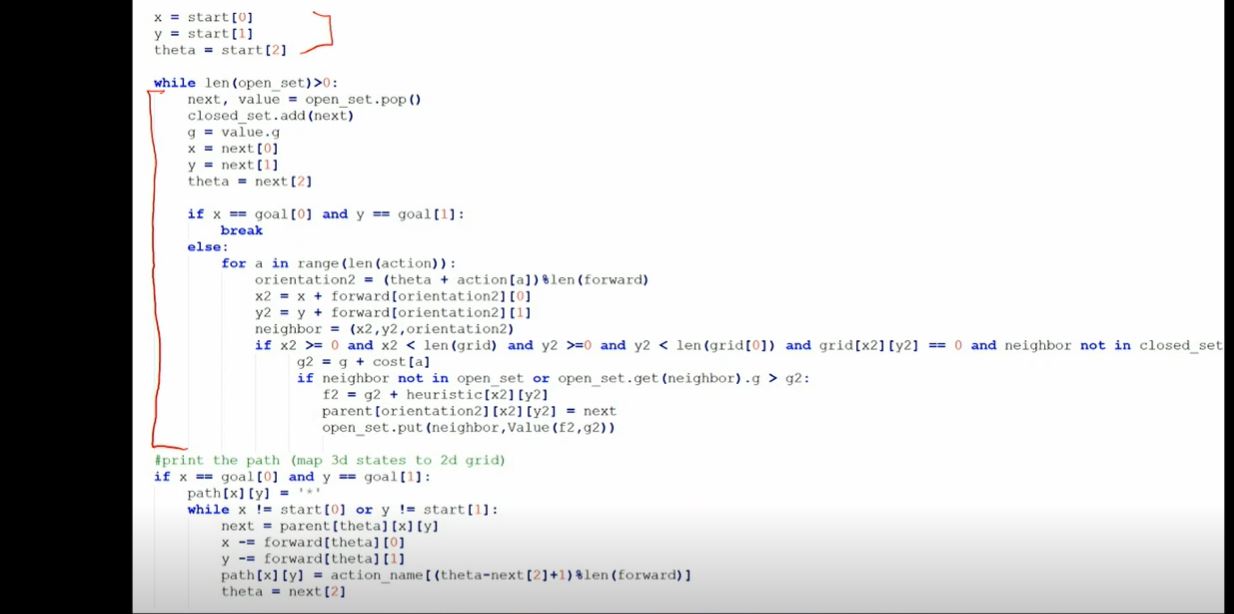 x = start[0]
y = start[1]
theta = start[2]

while len(open_set)>0:
    next, value = open_set.pop()
    closed_set.add(next)
    g = value.g
    x = next[0]
    y = next[1]
    theta = next[2]

    if x == goal[0] and y == goal[1]:
        break
    else:
        for a in range(len(action)):
            orientation2 = (theta + action[a])%len(forward)
            x2 = x + forward[orientation2][0]
            y2 = y + forward[orientation2][1]
            neighbor = (x2,y2,orientation2)
            if x2 >= 0 and x2 < len(grid) and y2 >=0 and y2 < len(grid[0]) and grid[x2][y2] == 0 and neighbor not in closed_set
                g2 = g + cost[a]
                if neighbor not in open_set or open_set.get(neighbor).g > g2:
                    f2 = g2 + heuristic[x2][y2]
                    parent[orientation2][x2][y2] = next
                    open_set.put(neighbor,Value(f2,g2))

#print the path (map 3d states to 2d grid)
if x == goal[0] and y == goal[1]:
    path[x][y] = '*'
    while x != start[0] or y != start[1]:
        next = parent[theta][x][y]
        x -= forward[theta][0]
        y -= forward[theta][1]
        path[x][y] = action_name[(theta-next[2]+1)%len(forward)]
        theta = next[2]